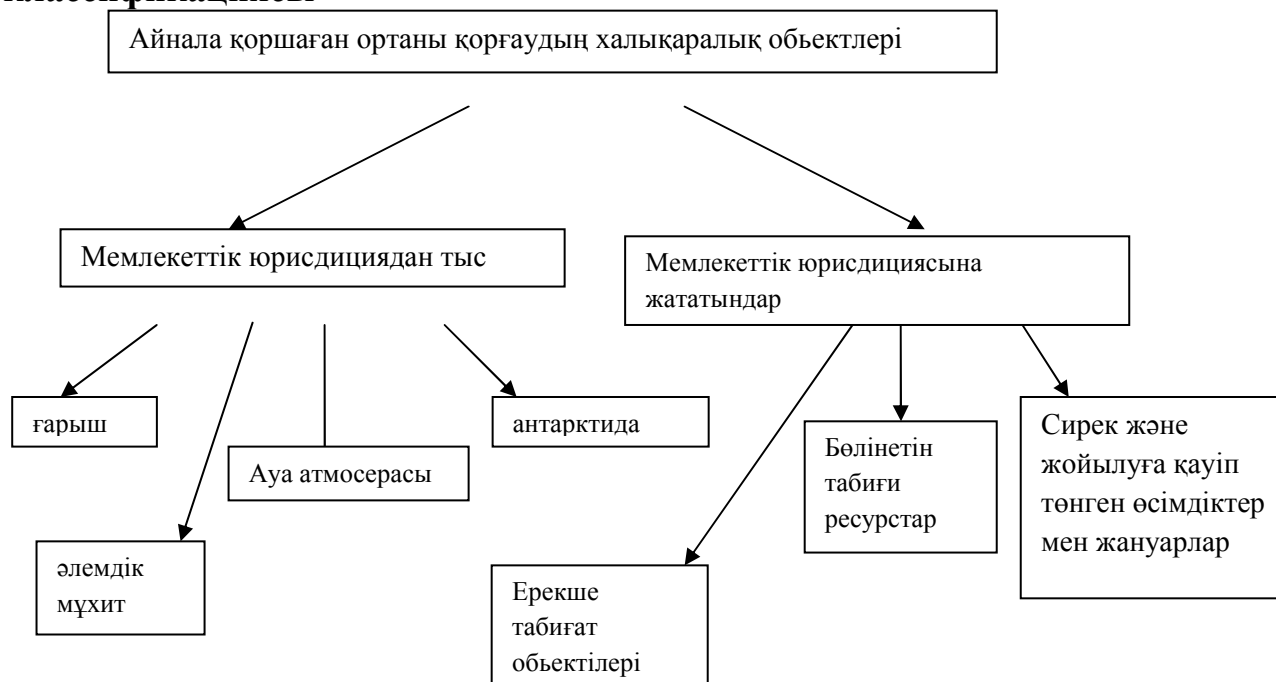 классификациясы
Айнала қоршаған ортаны қорғаудың халықаралық обьектлері
Мемлекеттік юрисдициядан тыс
Мемлекеттік юрисдициясына
жататындар
ғарыш
Ауа атмосерасы
антарктида
әлемдік
мұхит
Ерекше
табиғат
обьектілері
Бөлінетін
табиғи
ресурстар
Сирек және
жойылуға қауіп
төнген өсімдіктер
мен жануарлар